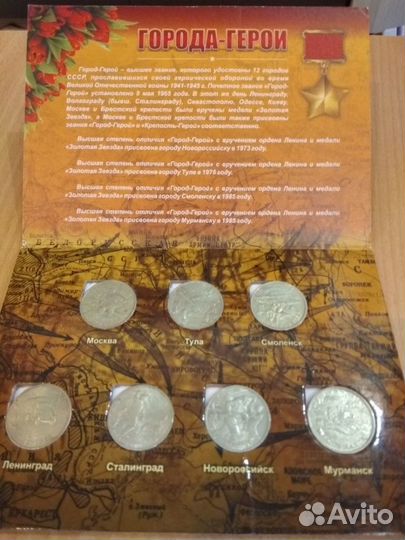 ГОРОДА-ГЕРОИ
Город-Герой – высшее звание, которого удостоены 12 городов
СССР, прославившихся своей героической обороной во время
Великой Отечественной войны 1941-1945 г. Почетное звание «Город-
Герой» установлено 8 мая 1965 года. В этот же день Ленинграду,
Волгограду (бывш. Сталинграду), Севастополю, Одессе, Киеву,
Москве и Брестской крепости были вручены медали «Золотая
Звезда», а Москве и Брестской крепости были также присвоены
звания «Город-Герой» и «Крепость-Герой» соответственно.
Высшая степень отличия «Город-Герой» с вручением ордена Ленина и медали
«Золотая Звезда» присвоена городу Новороссийску в 1973 году.
Высшая степень отличия «Город-Герой» с вручением ордена Ленина и медали
«Золотая Звезда» присвоена городу Туле в 1976 году.
Высшая степень отличия «Город-Герой» с вручением ордена Ленина и медали
«Золотая Звезда» присвоена городу Смоленску в 1985 году.
Высшая степень отличия «Город-Герой» с вручением ордена Ленина и медали
«Золотая Звезда» присвоена городу Мурманску в 1985 году.
Москва
Тула
Смоленск
Ленинград
Сталинград
Новороссийск
Мурманск
Avito